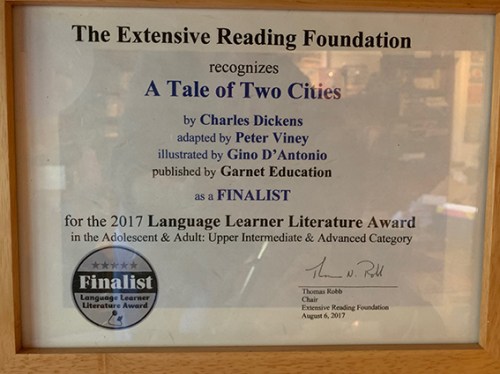 The Extensive Reading Foundation
recognizes
A Tale of Two Cities
by Charles Dickens
adapted by Peter Viney
illustrated by Gino D'Antonio
published by Garnet Education
as a FINALIST
for the 2017 Language Learner Literature Award
in the Adolescent & Adult: Upper Intermediate & Advanced Category
Finalist
Language Learner
Literature Award
Thom N. Robb
Thomas Robb
Chair
Extensive Reading Foundation
August 6, 2017